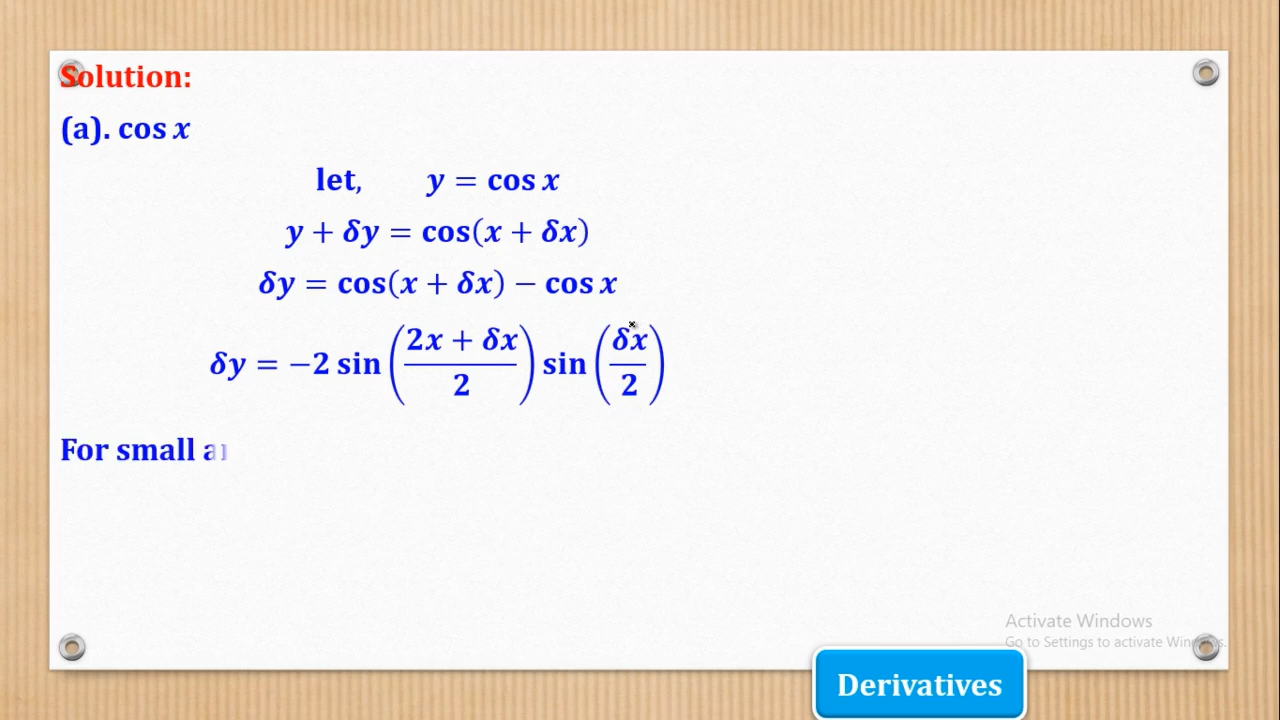 Solution:
(a). cos x
let, y = cos x
y + δy = cos(x + δx)
δy = cos(x + δx) − cos x
δy = −2 sin((2x + δx)/2) sin(δx/2)
For small
Activate Windows
Go to Settings to activate Windows.
Derivatives